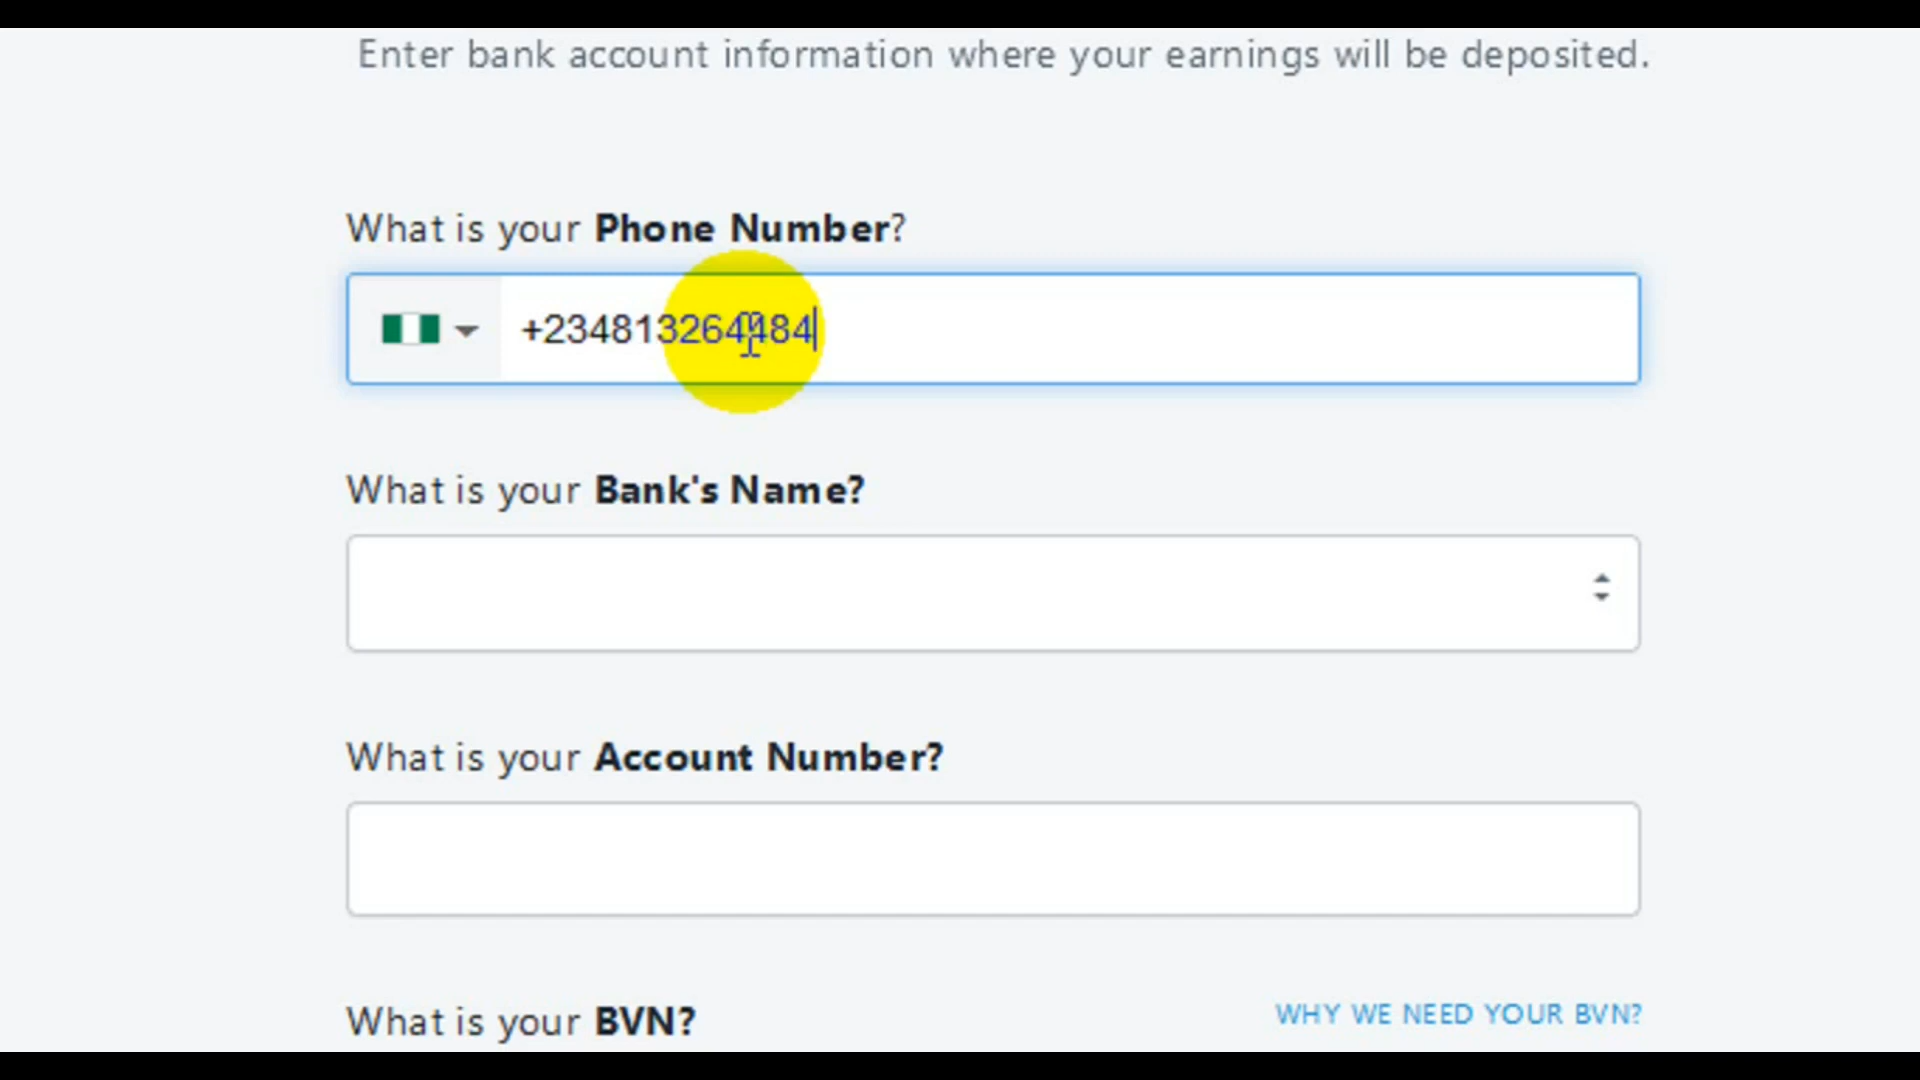 Enter bank account information where your earnings will be deposited.
What is your Phone Number?
+234813264484
What is your Bank's Name?
What is your Account Number?
What is your BVN?
WHY WE NEED YOUR BVN?